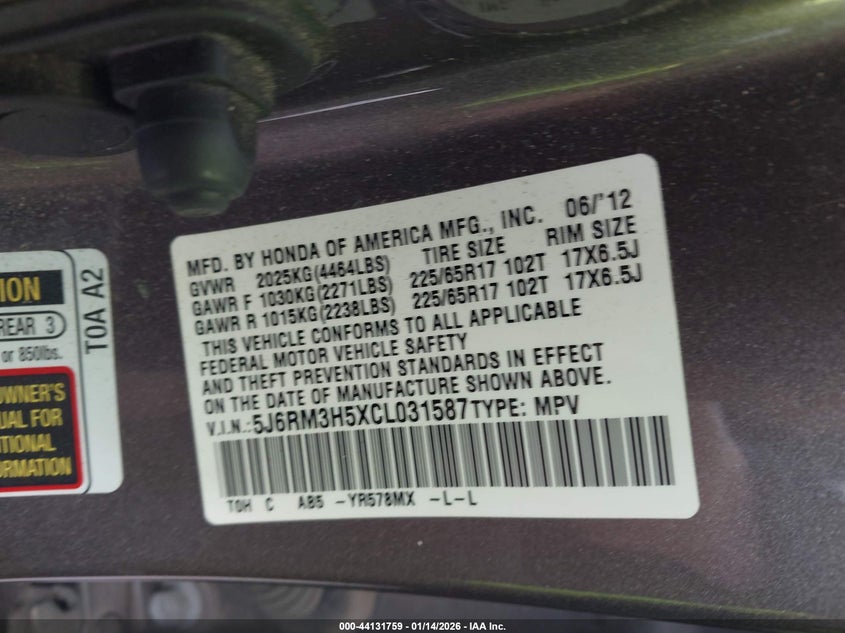 MFD. BY HONDA OF AMERICA MFG., INC. 06/'12
GVWR 2025KG(4464LBS) TIRE SIZE RIM SIZE
GAWR F 1030KG(2271LBS) 225/65R17 102T 17X6.5J
GAWR R 1015KG(2238LBS) 225/65R17 102T 17X6.5J
THIS VEHICLE CONFORMS TO ALL APPLICABLE
FEDERAL MOTOR VEHICLE SAFETY
AND THEFT PREVENTION STANDARDS IN EFFECT
ON THE DATE OF MANUFACTURE SHOWN ABOVE.
V.I.N.:5J6RM3H5XCL031587 TYPE: MPV
T0H C AB5 -YR578MX -L-L
ION
REAR 3
or 850lbs.
OWNER'S
UAL FOR
TIONAL
ORMATION
T0A A2
000-44131759 - 01/14/2026 - IAA Inc.